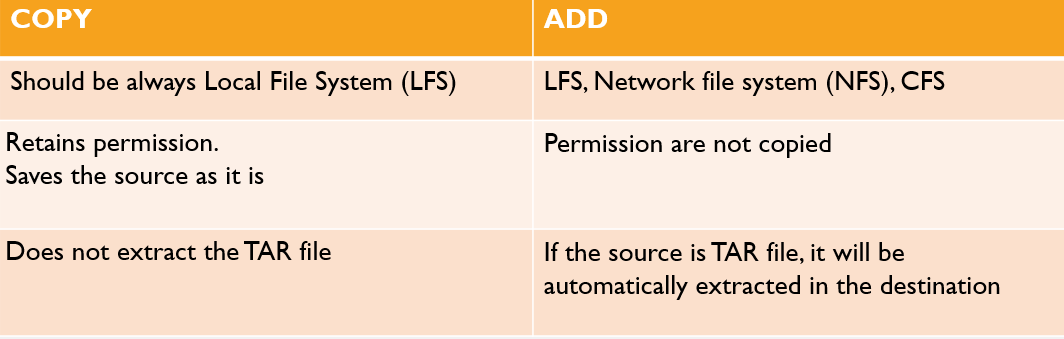 COPY
ADD
Should be always Local File System (LFS)
LFS, Network file system (NFS), CFS
Retains permission.
Saves the source as it is
Permission are not copied
Does not extract the TAR file
If the source is TAR file, it will be
automatically extracted in the destination